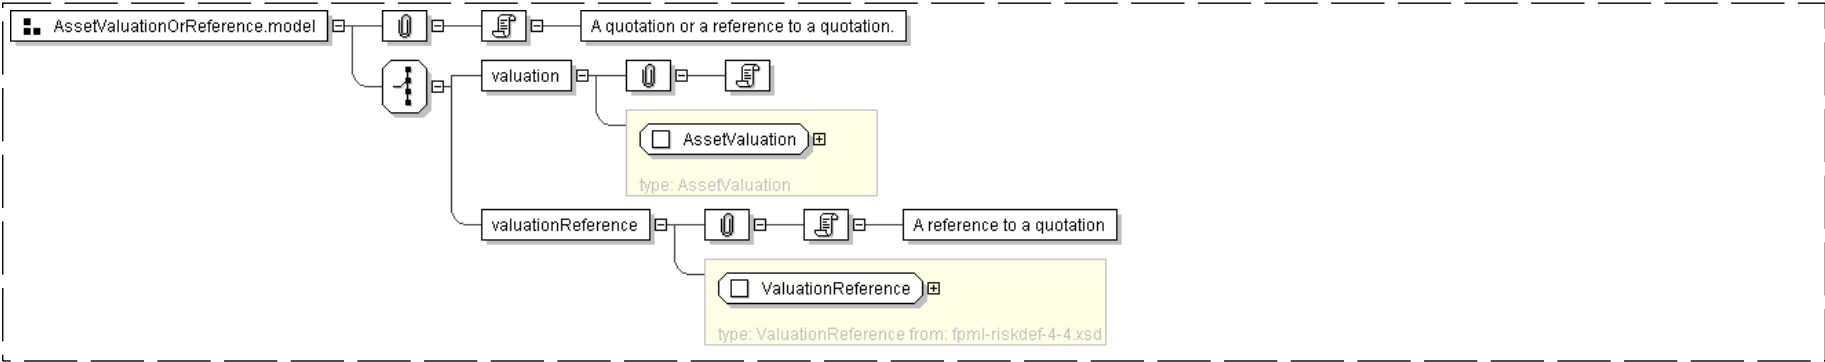 AssetValuationOrReference.model
A quotation or a reference to a quotation.
valuation
AssetValuation
type: AssetValuation
valuationReference
A reference to a quotation
ValuationReference
type: ValuationReference from: fpml-riskdef-4-4.xsd